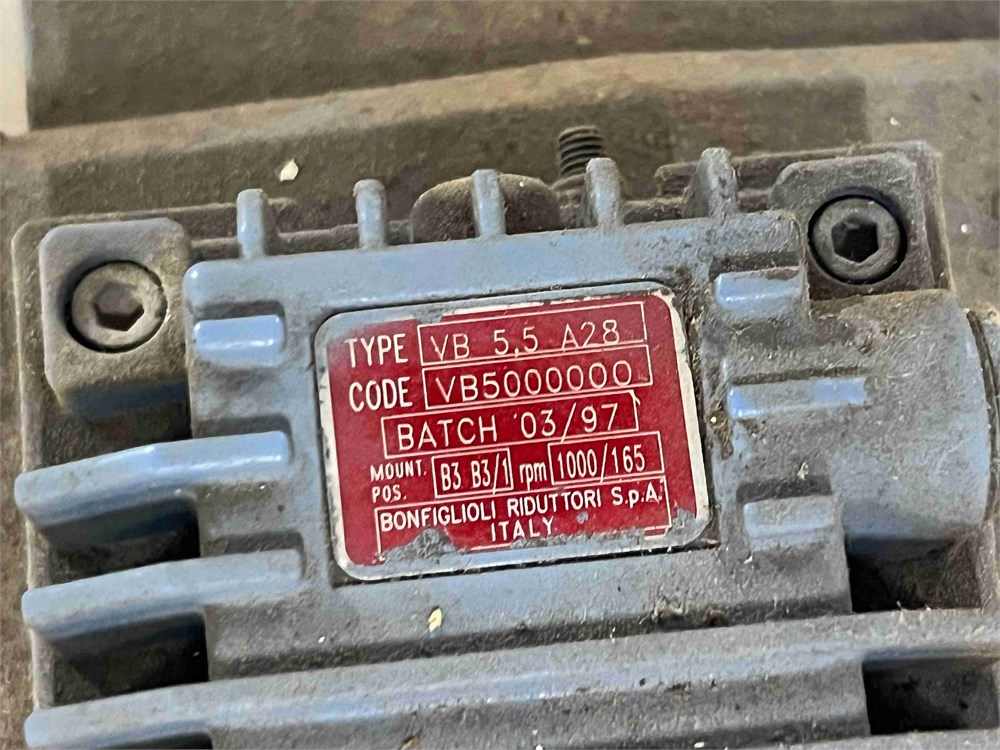 TYPE VB 5,5 A28
CODE VB5000000
BATCH 03/97
MOUNT. POS. B3 B3/1 rpm 1000/165
BONFIGLIOLI RIDUTTORI S.p.A.
ITALY